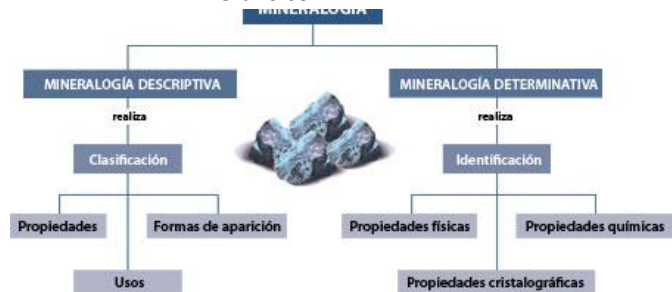 MINERALOGÍA
MINERALOGÍA DESCRIPTIVA
MINERALOGÍA DETERMINATIVA
realiza
realiza
Clasificación
Identificación
Propiedades
Formas de aparición
Propiedades físicas
Propiedades químicas
Usos
Propiedades cristalográficas